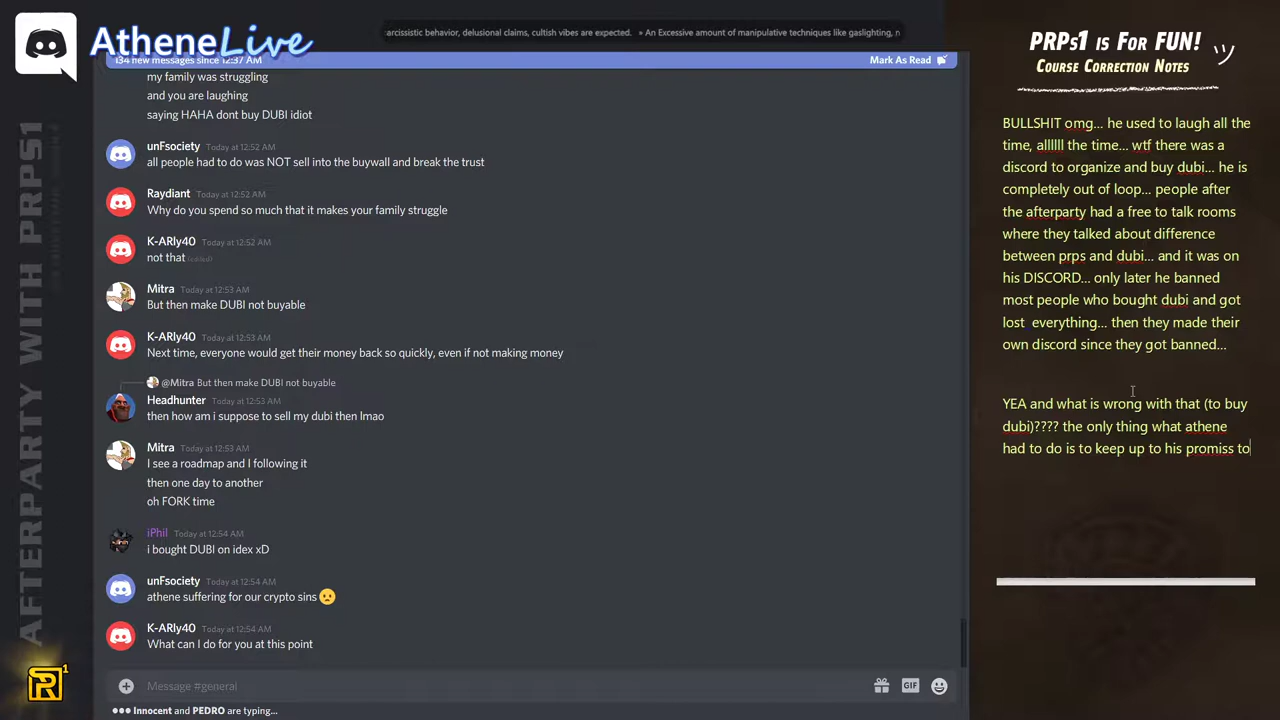 AtheneLive
arcissistic behavior, delusional claims, cultish vibes are expected. » An Excessive amount of manipulative techniques like gaslighting,
134 new messages since 12:37 AM
Mark As Read
my family was struggling
and you are laughing
saying HAHA dont buy DUBI idiot
unFsociety Today at 12:52 AM
all people had to do was NOT sell into the buywall and break the trust
Raydiant Today at 12:52 AM
Why do you spend so much that it makes your family struggle
K-ARly40 Today at 12:52 AM
not that (edited)
Mitra Today at 12:53 AM
But then make DUBI not buyable
K-ARly40 Today at 12:53 AM
Next time, everyone would get their money back so quickly, even if not making money
@Mitra But then make DUBI not buyable
Headhunter Today at 12:53 AM
then how am i suppose to sell my dubi then lmao
Mitra Today at 12:53 AM
I see a roadmap and I following it
then one day to another
oh FORK time
iPhil Today at 12:54 AM
i bought DUBI on idex xD
unFsociety Today at 12:54 AM
athene suffering for our crypto sins
K-ARly40 Today at 12:54 AM
What can I do for you at this point
Message #general
GIF
Innocent and PEDRO are typing...
AFTERPARTY WITH PRPS1
R1
PRPs1 is For FUN!
Course Correction Notes
BULLSHIT omg... he used to laugh all the
time, allllll the time... wtf there was a
discord to organize and buy dubi... he is
completely out of loop... people after
the afterparty had a free to talk rooms
where they talked about difference
between prps and dubi... and it was on
his DISCORD... only later he banned
most people who bought dubi and got
lost everything... then they made their
own discord since they got banned...
YEA and what is wrong with that (to buy
dubi)???? the only thing what athene
had to do is to keep up to his promiss to